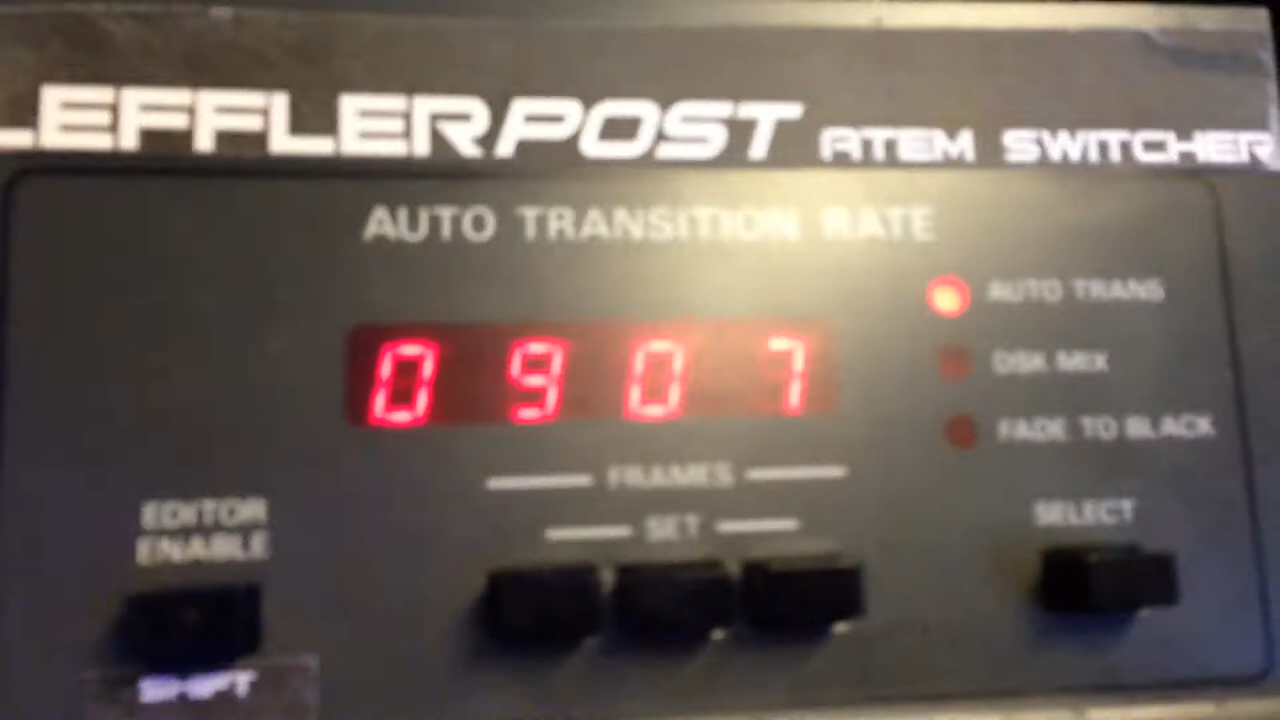 LEFFLERPOST ATEM SWITCHER
AUTO TRANSITION RATE
AUTO TRANS
0907
DSK MIX
FADE TO BLACK
FRAMES
EDITOR
ENABLE
SET
SELECT
SHIFT